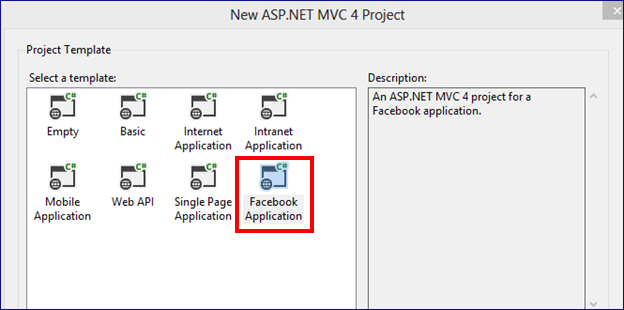 New ASP.NET MVC 4 Project
x
Project Template
Select a template:
Description:
C# C# C# C#
Empty Basic Internet Application Intranet Application
An ASP.NET MVC 4 project for a
Facebook application.
C# C# C# C#
Mobile Application Web API Single Page Application Facebook Application